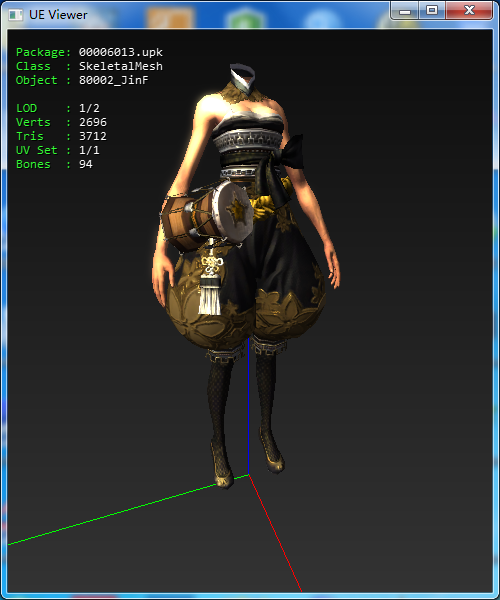 UE Viewer
Package: 00006013.upk
Class : SkeletalMesh
Object : 80002_JinF
LOD : 1/2
Verts : 2696
Tris : 3712
UV Set : 1/1
Bones : 94